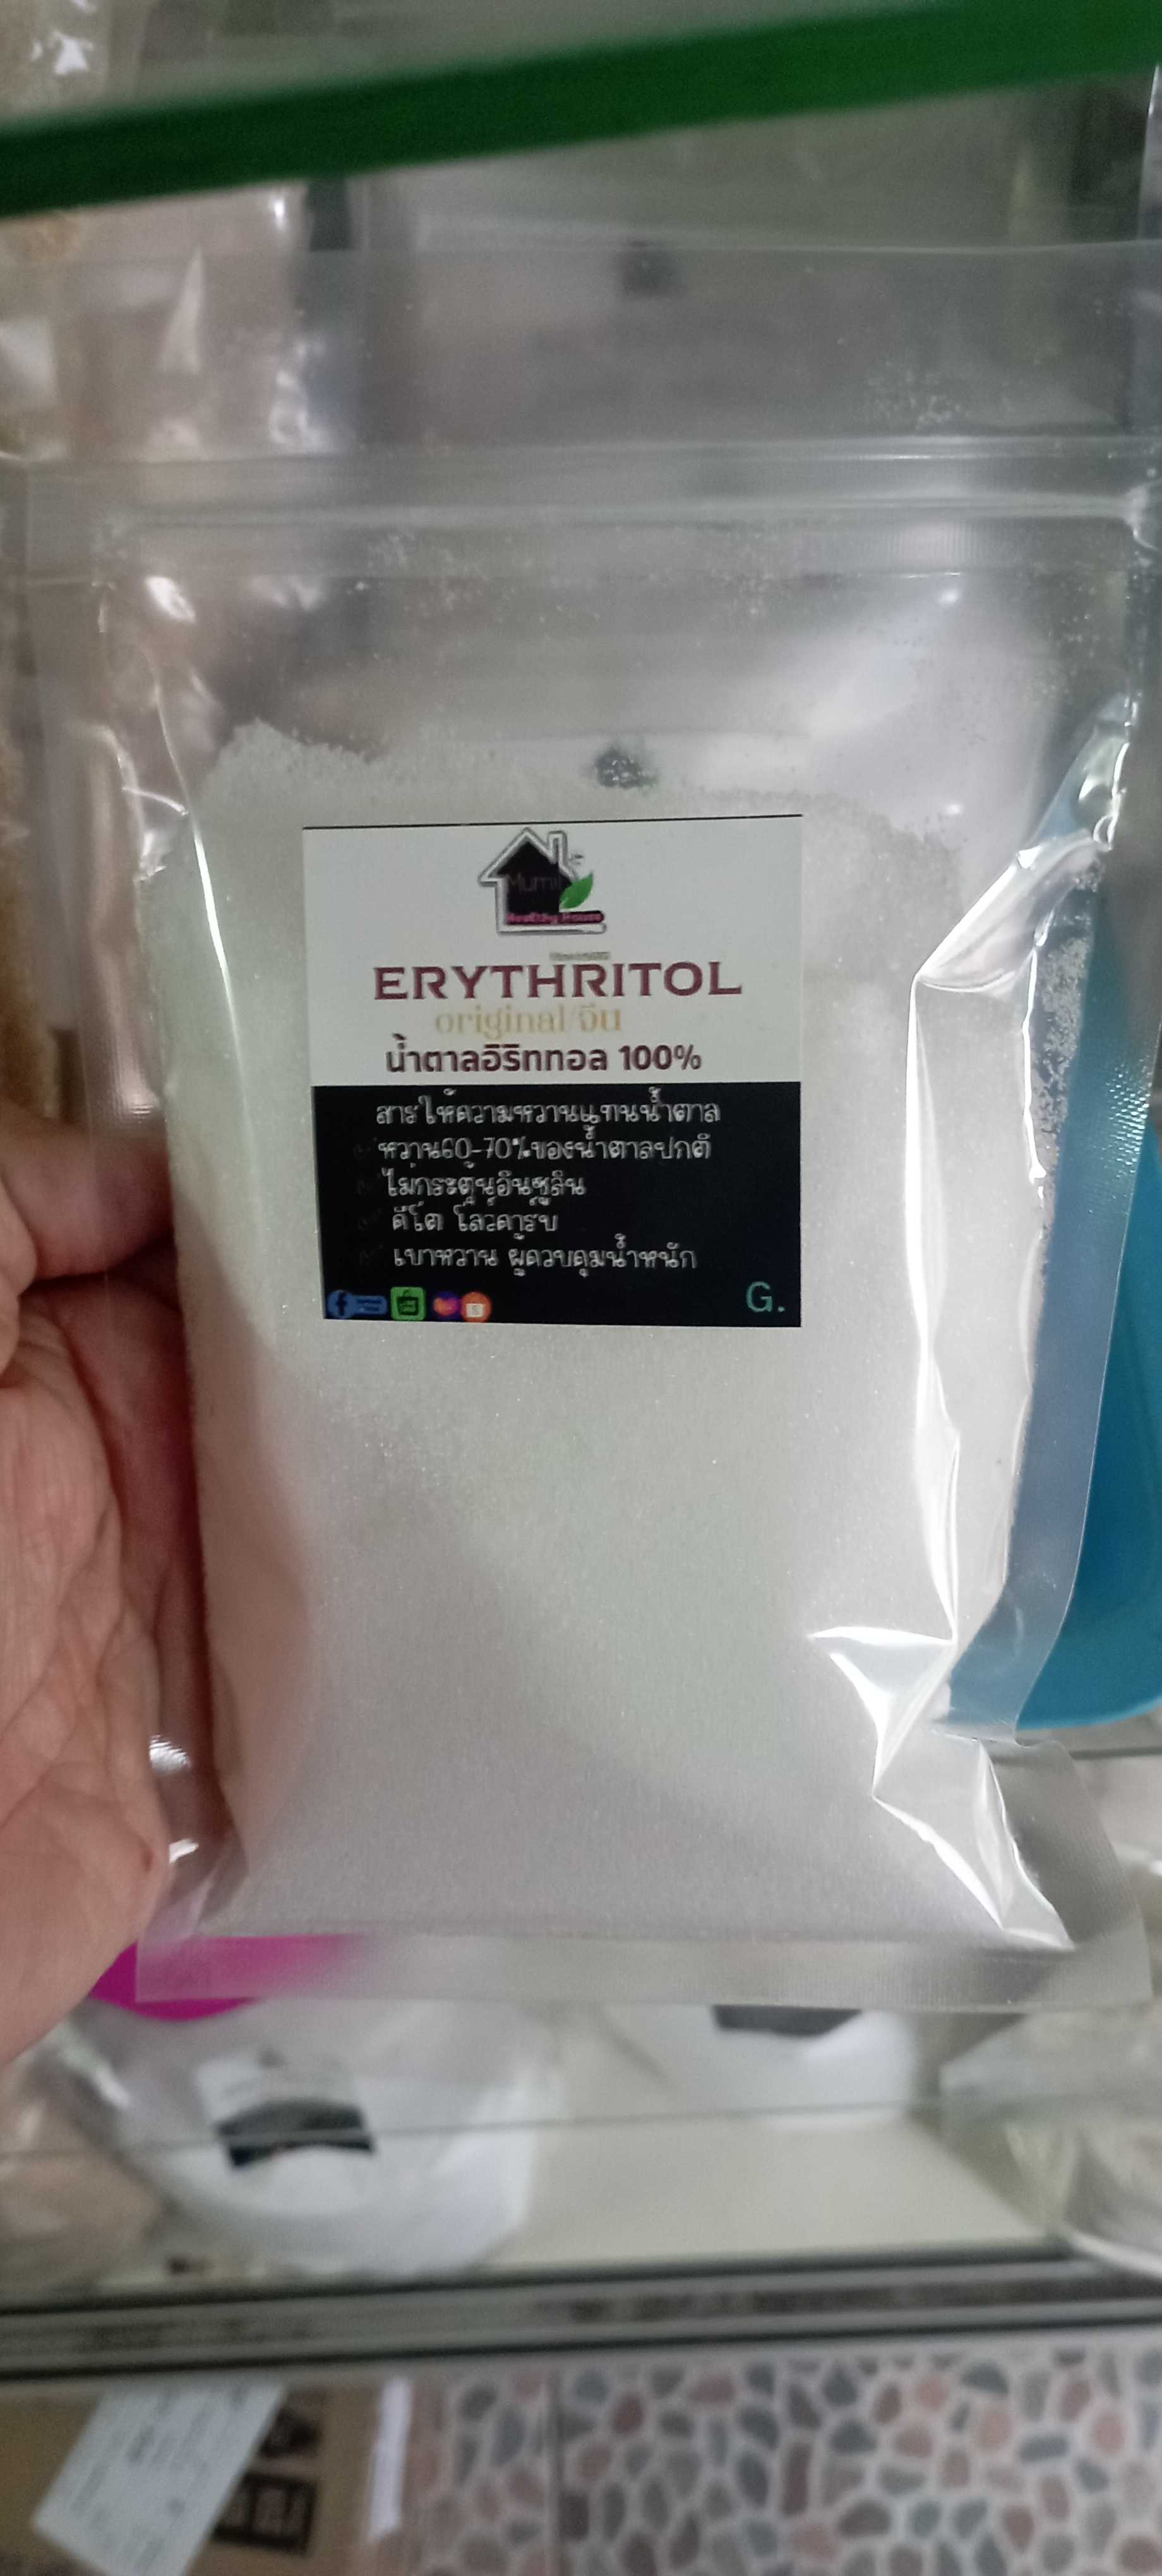 Mumi
Healthy House
ERYTHRITOL
original/จีน
น้ำตาลอิริททอล 100%
สารให้ความหวานแทนน้ำตาล
หวาน60-70%ของน้ำตาลปกติ
ไม่กระตุ้นอินซูลิน
คีโต โลว์คาร์บ
เบาหวาน ผู้ควบคุมน้ำหนัก
G.